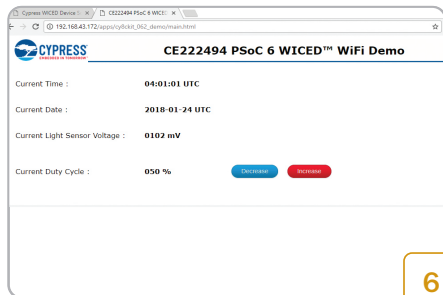 Cypress WICED Device
CE222494 PSoC 6 WICE
192.168.43.172/apps/cy8ckit_062_demo/main.html
CYPRESS
EMBEDDED IN TOMORROW
CE222494 PSoC 6 WICED™ WiFi Demo
Current Time : 04:01:01 UTC
Current Date : 2018-01-24 UTC
Current Light Sensor Voltage : 0102 mV
Current Duty Cycle : 050 % Decrease Increase
6